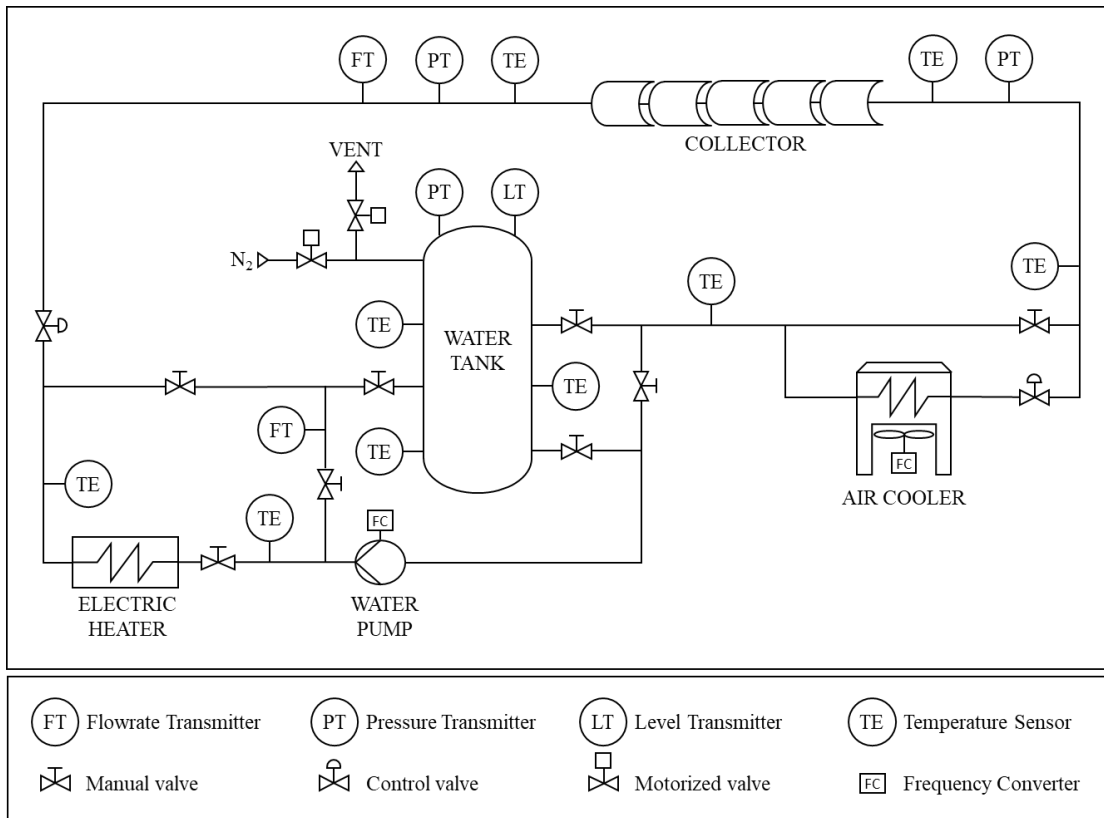 FT PT TE TE PT
COLLECTOR
VENT
PT LT
N₂
TE TE
TE
WATER
TANK
TE
FT
TE
TE
TE
FC
FC
AIR COOLER
ELECTRIC
HEATER
WATER
PUMP
FT Flowrate Transmitter PT Pressure Transmitter LT Level Transmitter TE Temperature Sensor
Manual valve Control valve Motorized valve FC Frequency Converter